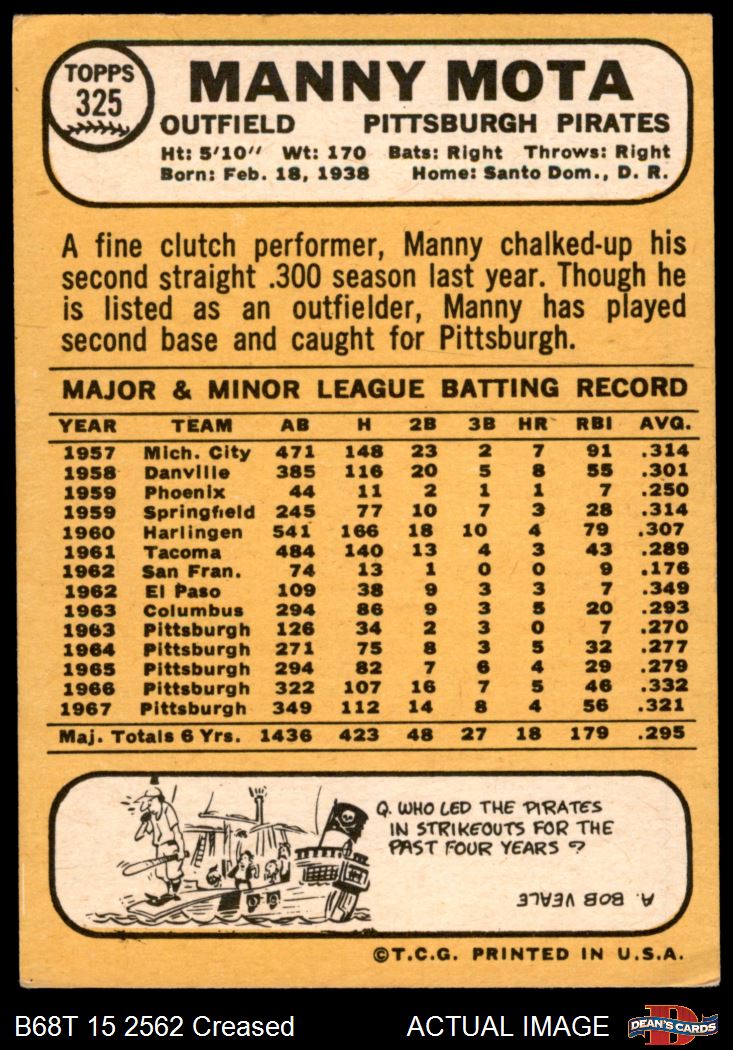 TOPPS
325
MANNY MOTA
OUTFIELD PITTSBURGH PIRATES
Ht: 5'10" Wt: 170 Bats: Right Throws: Right
Born: Feb. 18, 1938 Home: Santo Dom., D. R.
A fine clutch performer, Manny chalked-up his
second straight .300 season last year. Though he
is listed as an outfielder, Manny has played
second base and caught for Pittsburgh.
MAJOR & MINOR LEAGUE BATTING RECORD
YEAR TEAM AB H 2B 3B HR RBI AVG.
1957 Mich. City 471 148 23 2 7 91 .314
1958 Danville 385 116 20 5 8 55 .301
1959 Phoenix 44 11 2 1 1 7 .250
1959 Springfield 245 77 10 7 3 28 .314
1960 Harlingen 541 166 18 10 4 79 .307
1961 Tacoma 484 140 13 4 3 43 .289
1962 San Fran. 74 13 1 0 0 9 .176
1962 El Paso 109 38 9 3 3 7 .349
1963 Columbus 294 86 9 3 5 20 .293
1963 Pittsburgh 126 34 2 3 0 7 .270
1964 Pittsburgh 271 75 8 3 5 32 .277
1965 Pittsburgh 294 82 7 6 4 29 .279
1966 Pittsburgh 322 107 16 7 5 46 .332
1967 Pittsburgh 349 112 14 8 4 56 .321
Maj. Totals 6 Yrs. 1436 423 48 27 18 179 .295
Q. WHO LED THE PIRATES
IN STRIKEOUTS FOR THE
PAST FOUR YEARS?
A. BOB VEALE
©T.C.G. PRINTED IN U.S.A.
B68T 15 2562 Creased ACTUAL IMAGE
D
DEAN'S CARDS